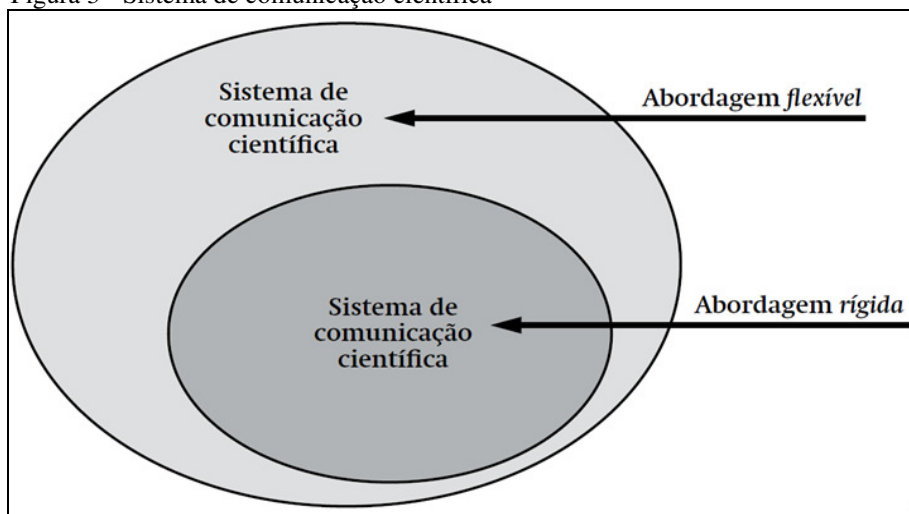 Figura 3 - Sistema de comunicação científica
Sistema de
comunicação
científica
Abordagem flexível
Sistema de
comunicação
científica
Abordagem rígida